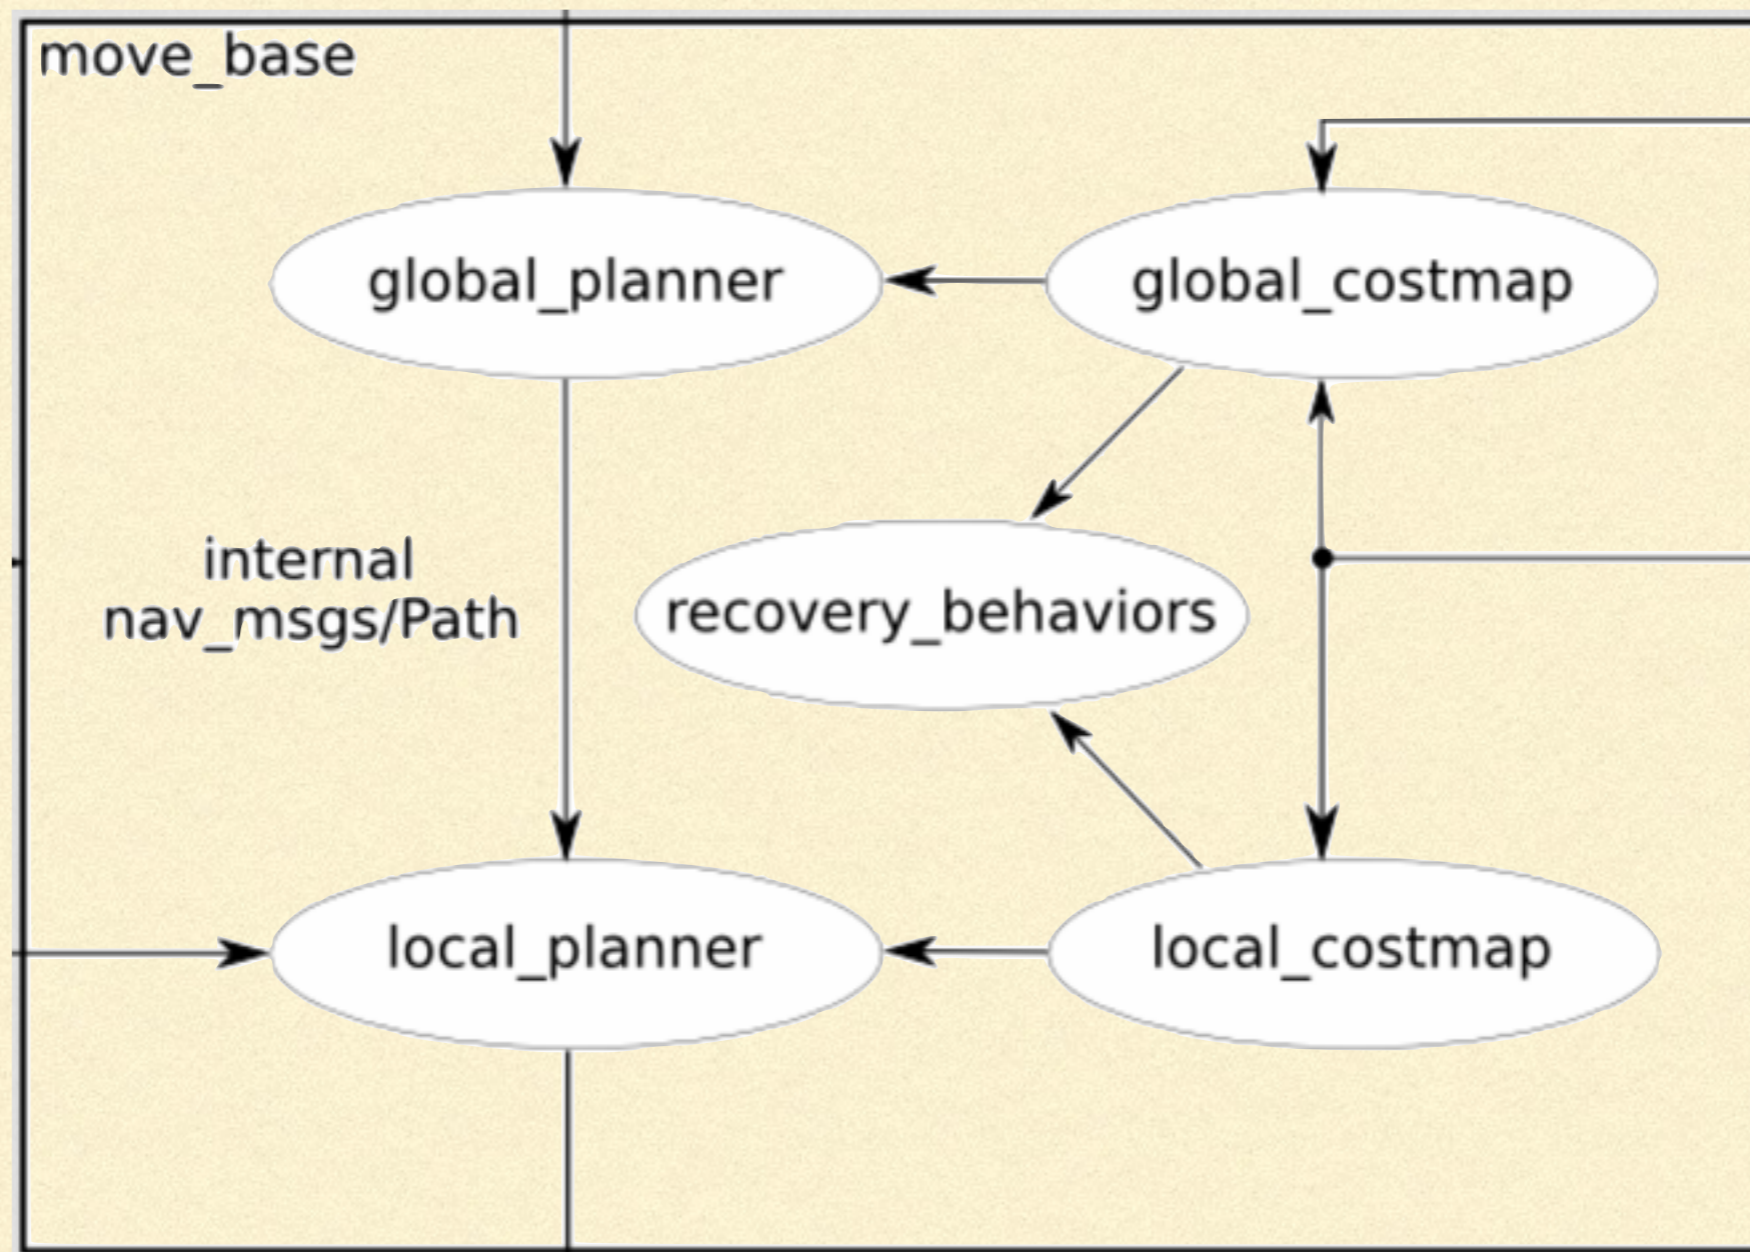 move_base
global_planner
global_costmap
internal
nav_msgs/Path
recovery_behaviors
local_planner
local_costmap